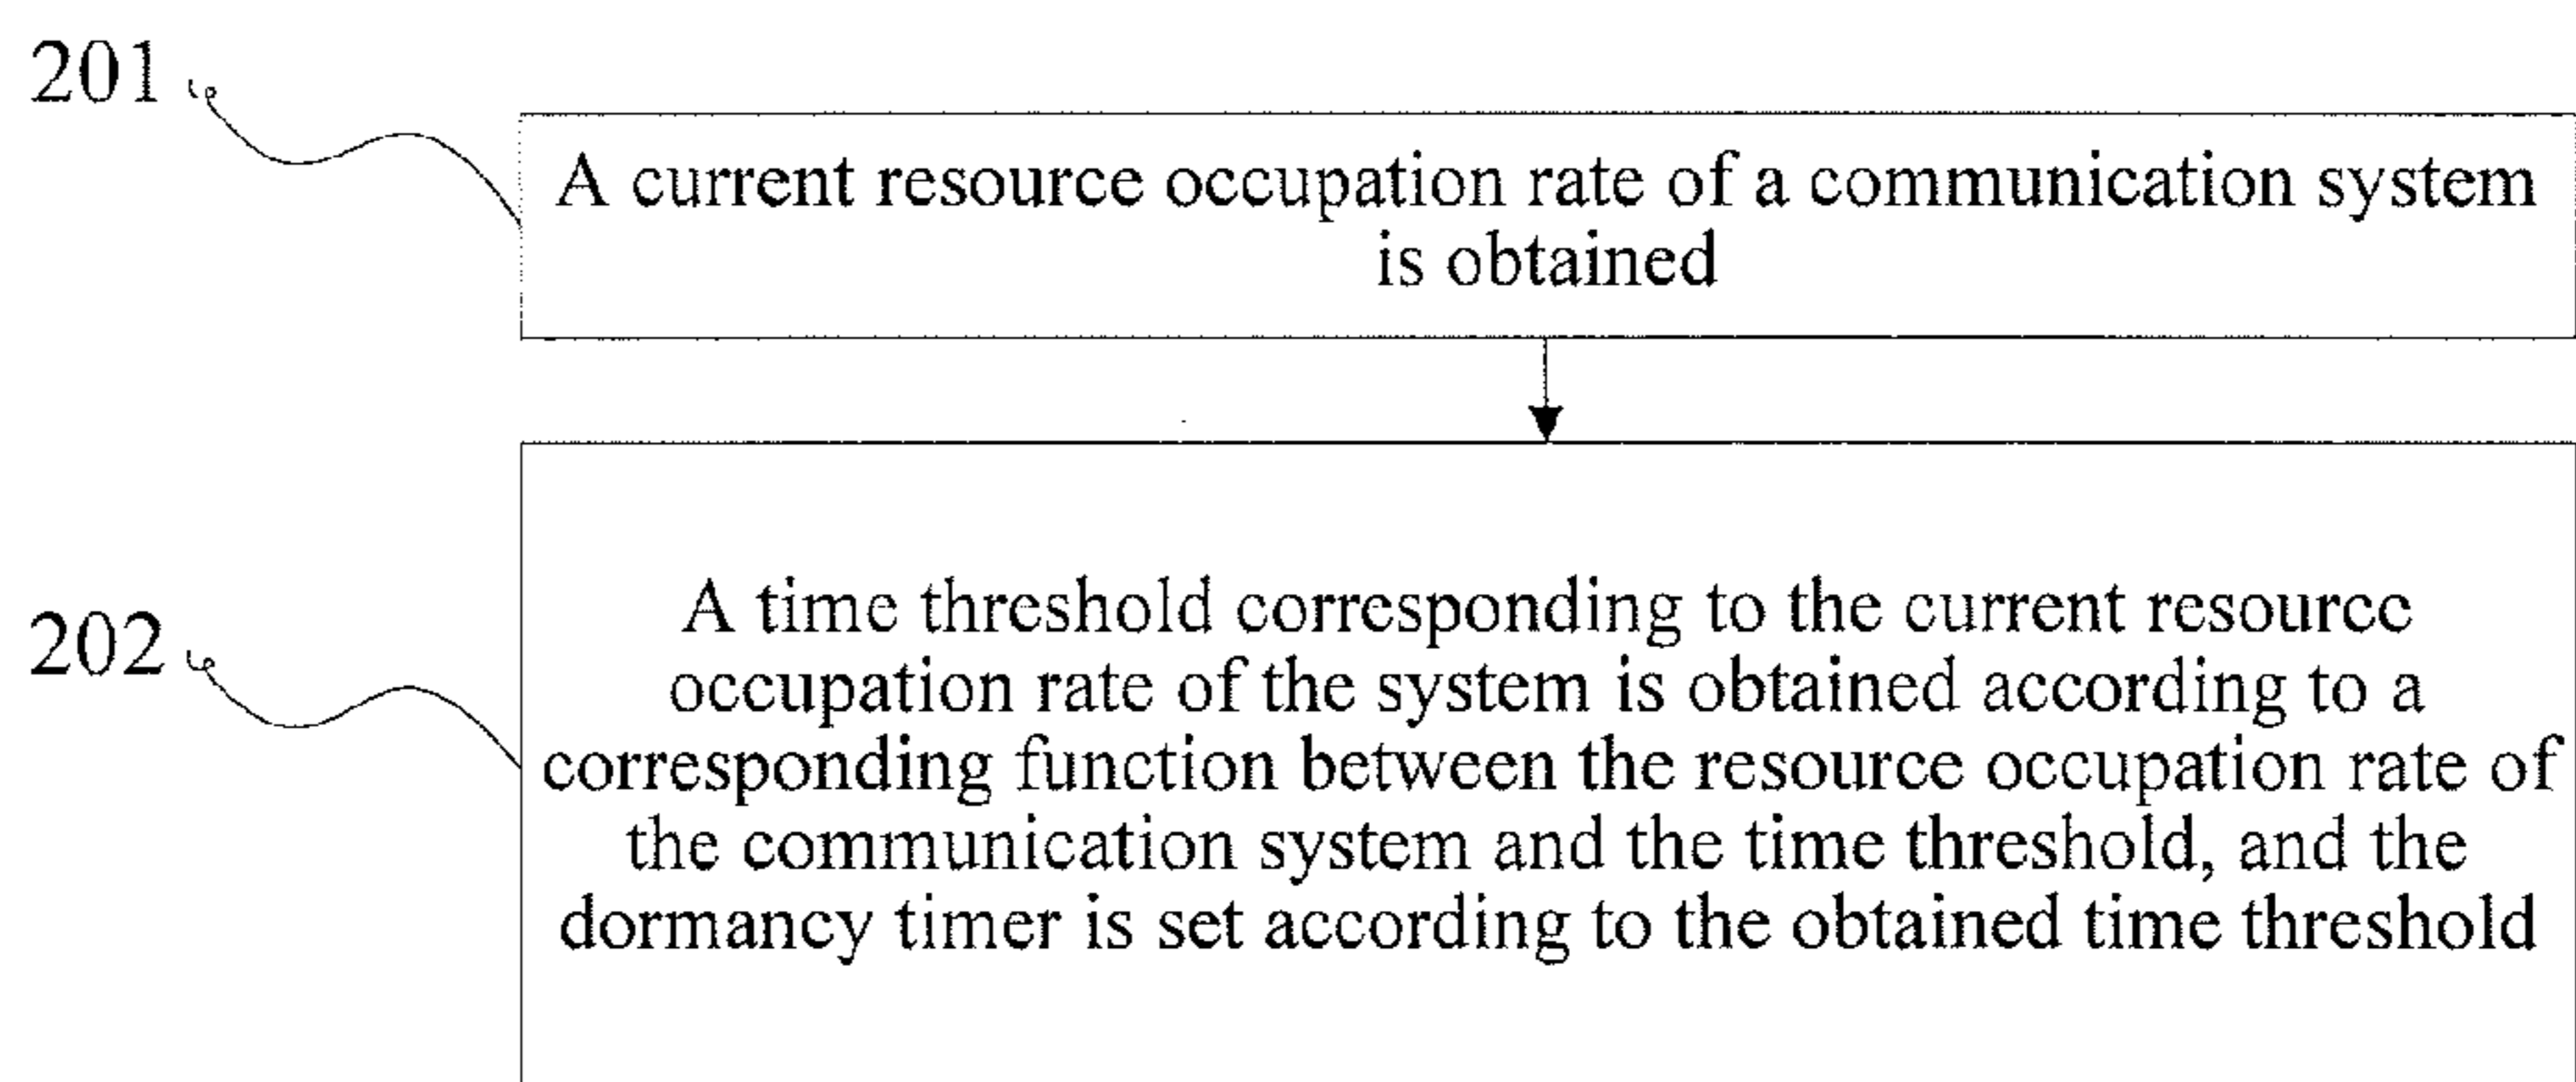 201
A current resource occupation rate of a communication system
is obtained
202
A time threshold corresponding to the current resource
occupation rate of the system is obtained according to a
corresponding function between the resource occupation rate of
the communication system and the time threshold, and the
dormancy timer is set according to the obtained time threshold